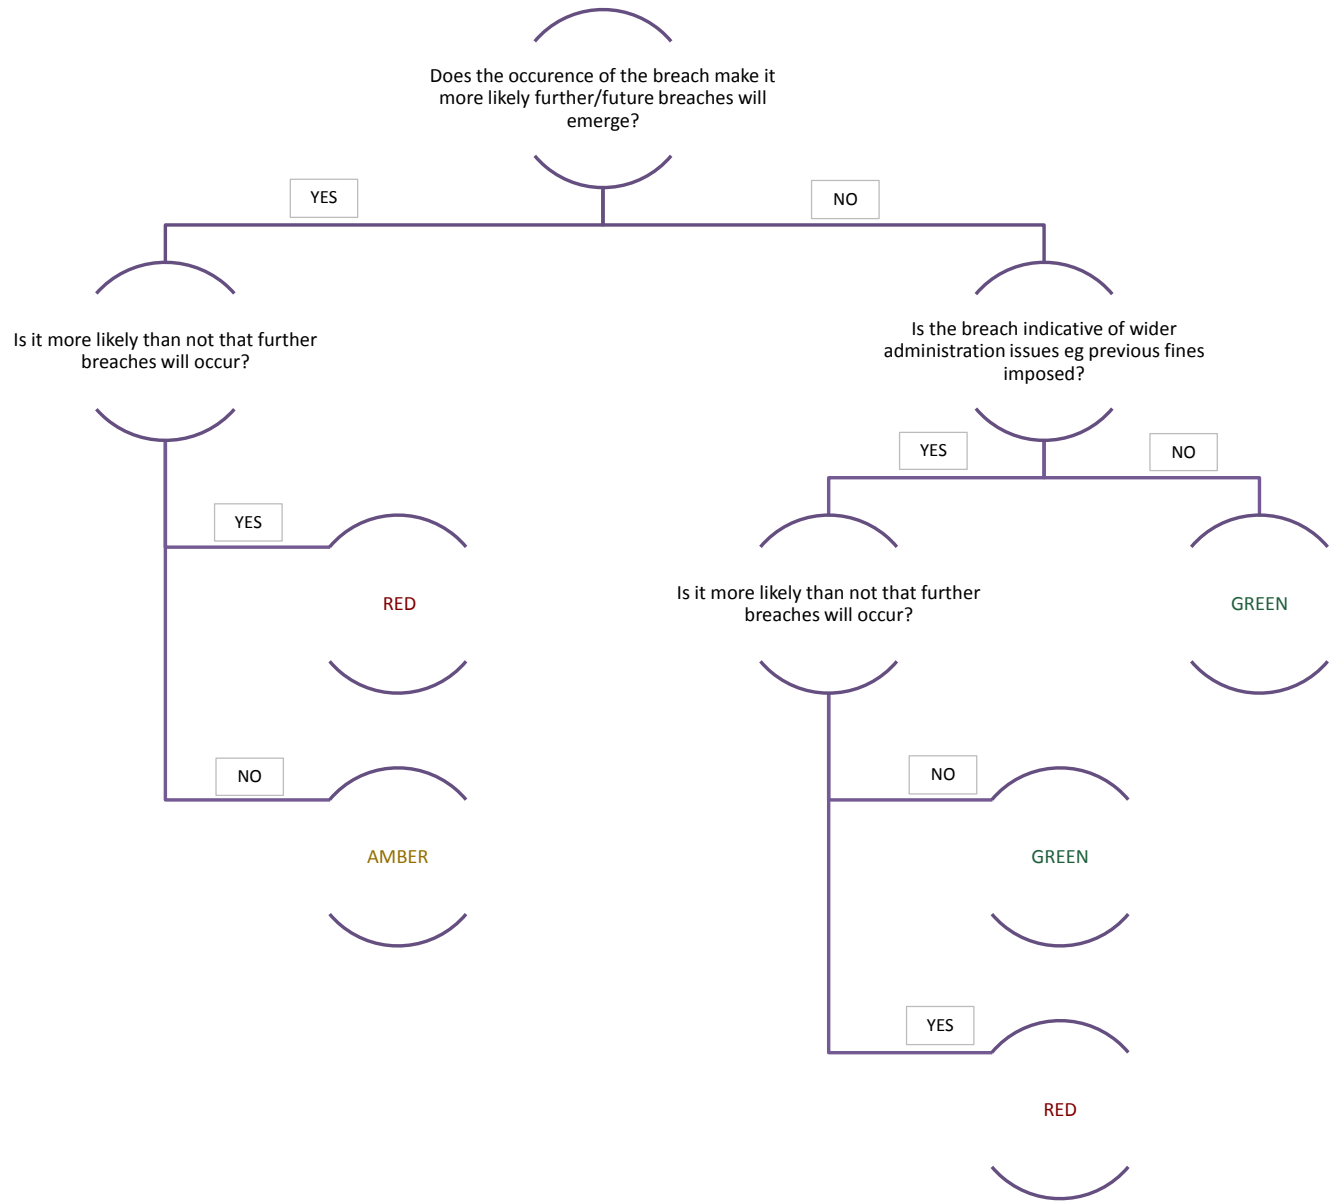 Does the occurence of the breach make it
more likely further/future breaches will
emerge?
YES
NO
Is it more likely than not that further
breaches will occur?
Is the breach indicative of wider
administration issues eg previous fines
imposed?
YES
NO
YES
RED
Is it more likely than not that further
breaches will occur?
GREEN
NO
AMBER
NO
GREEN
YES
RED